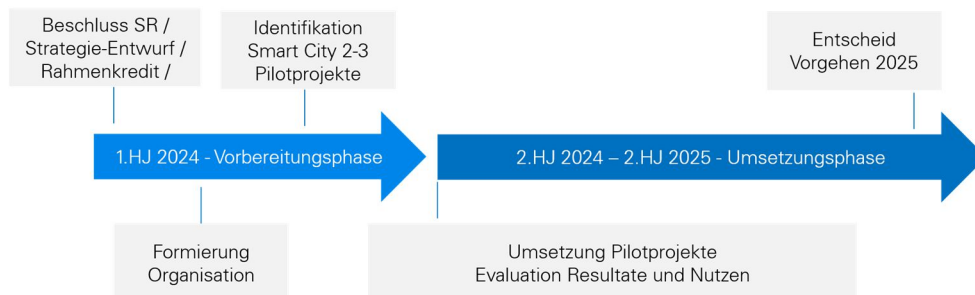 Beschluss SR /
Strategie-Entwurf /
Rahmenkredit /
Identifikation
Smart City 2-3
Pilotprojekte
Entscheid
Vorgehen 2025
1.HJ 2024 - Vorbereitungsphase
2.HJ 2024 – 2.HJ 2025 - Umsetzungsphase
Formierung
Organisation
Umsetzung Pilotprojekte
Evaluation Resultate und Nutzen